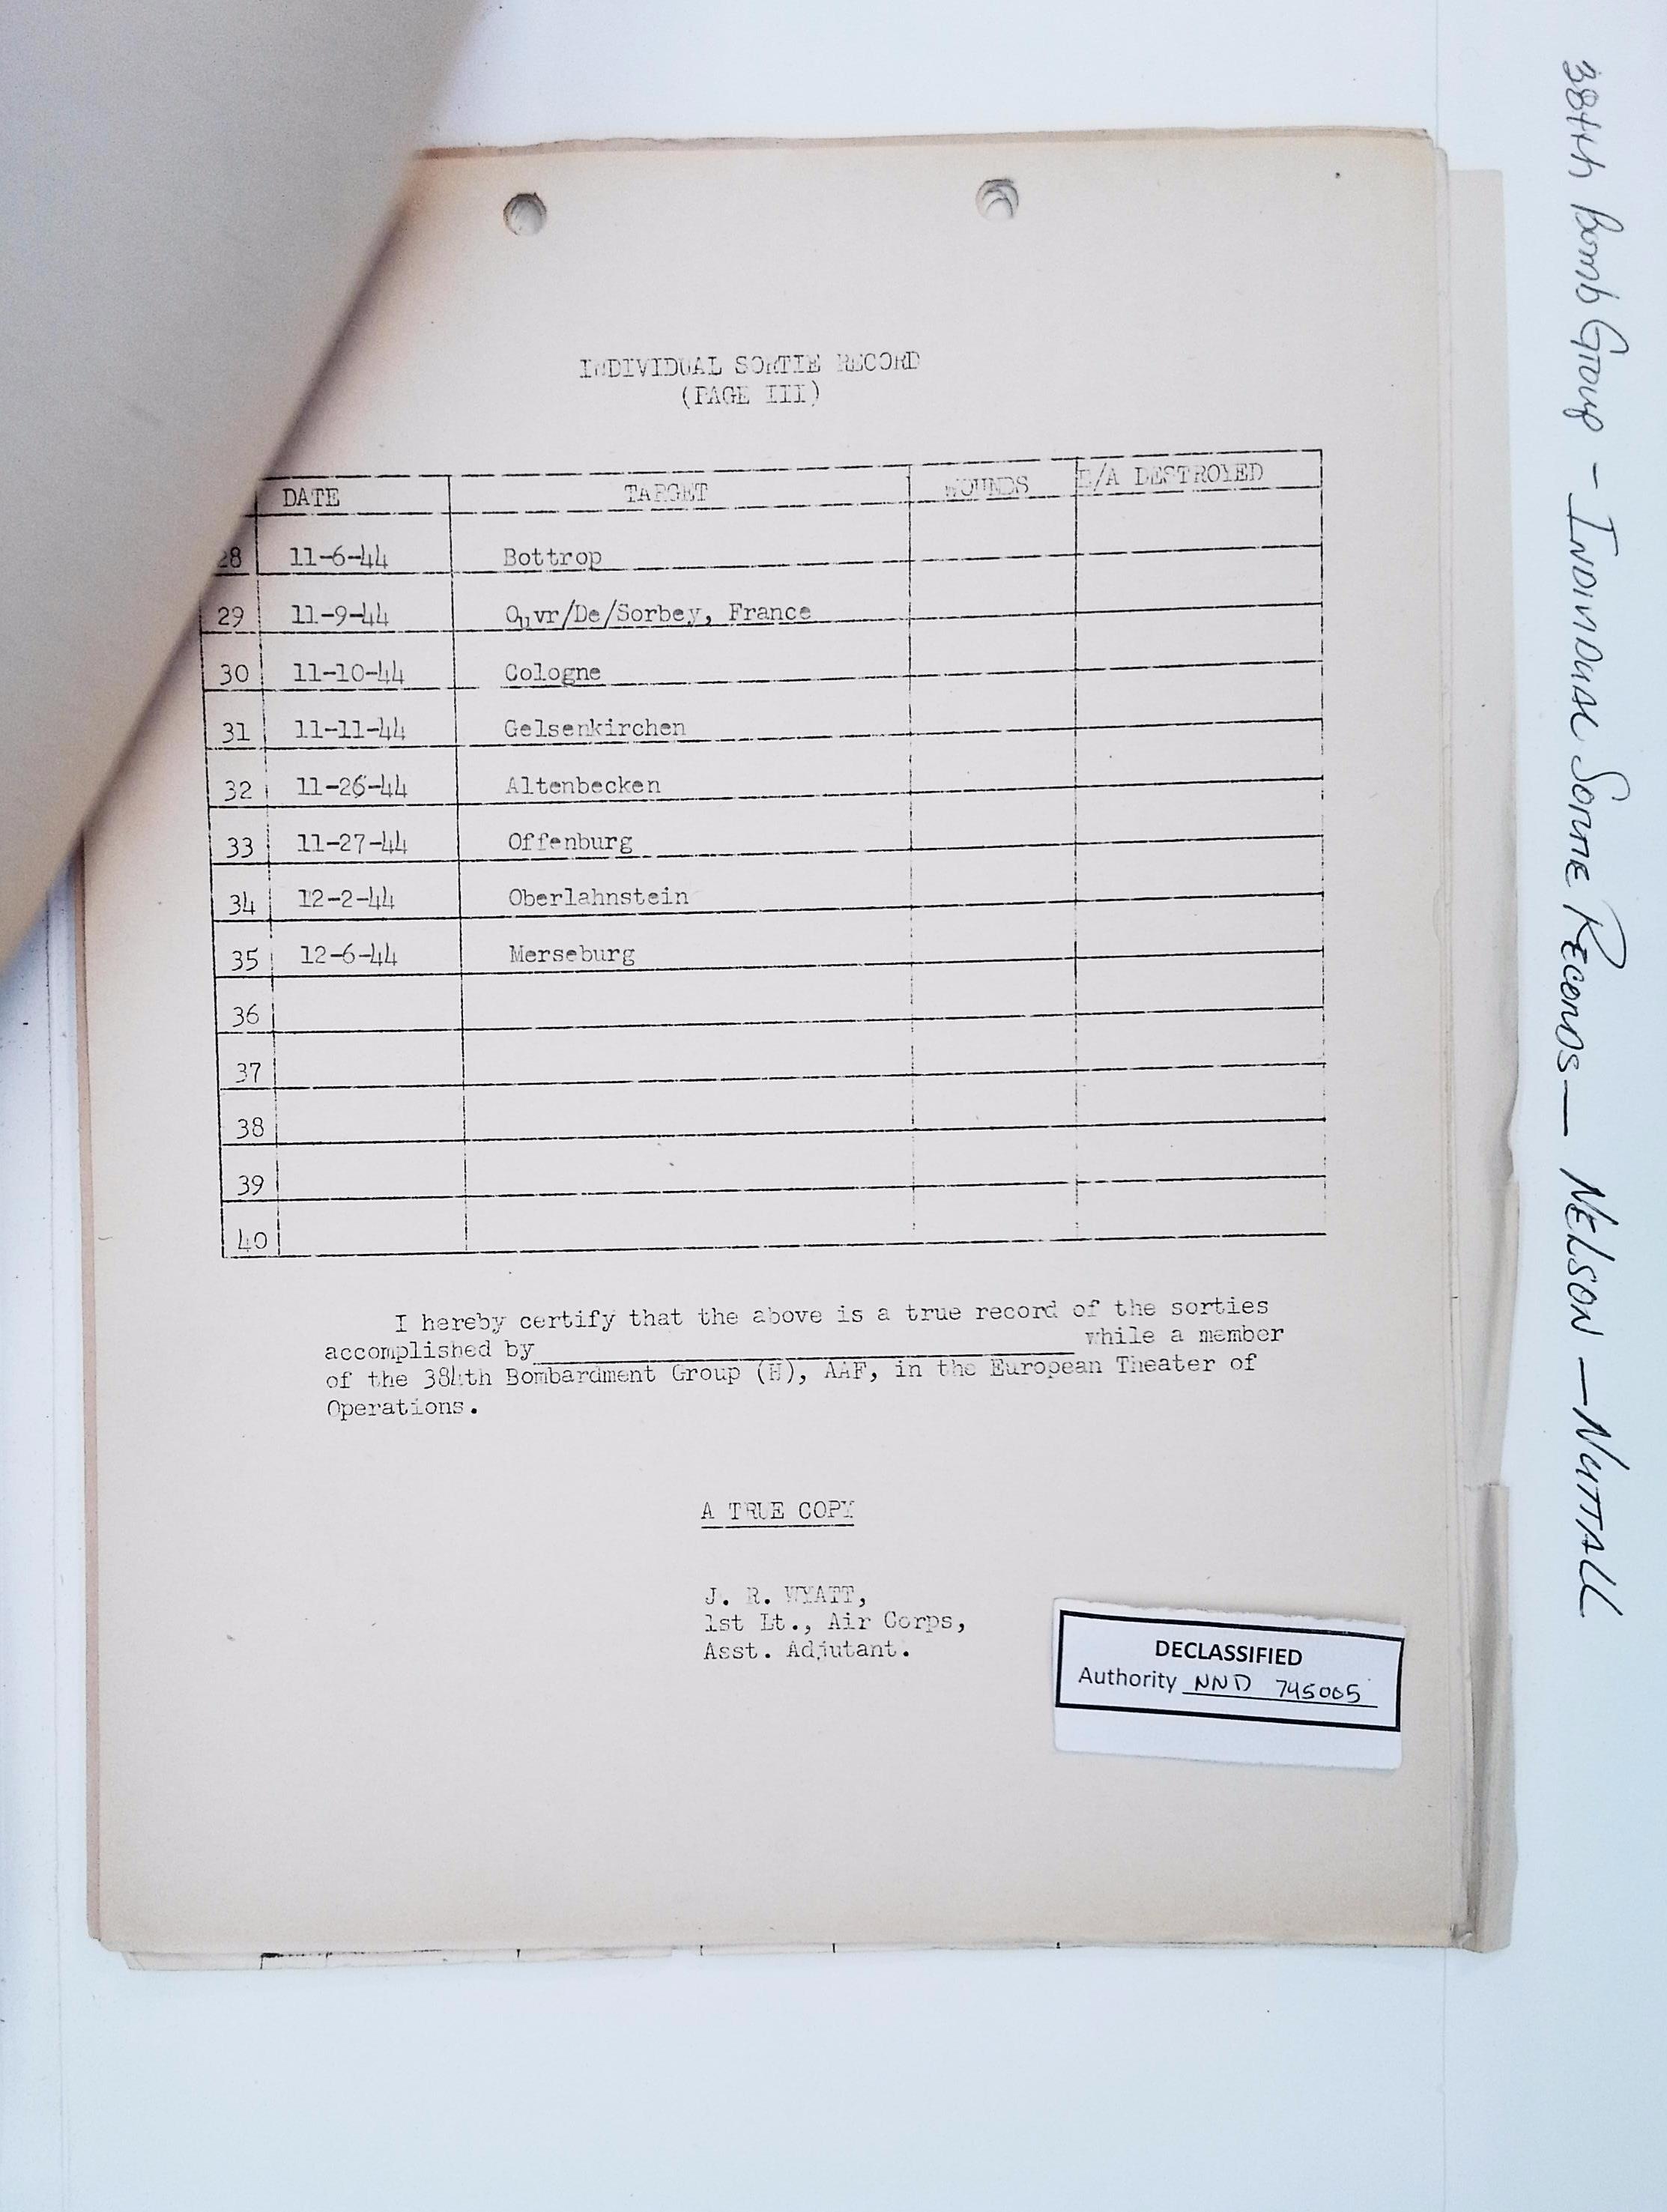 INDIVIDUAL SORTIE RECORD
(PAGE III)
DATE TARGET WOUNDS E/A DESTROYED
28 11-6-44 Bottrop
29 11-9-44 Ouvr/De/Sorbey, France
30 11-10-44 Cologne
31 11-11-44 Gelsenkirchen
32 11-26-44 Altenbecken
33 11-27-44 Offenburg
34 12-2-44 Oberlahnstein
35 12-6-44 Merseburg
36
37
38
39
40
I hereby certify that the above is a true record of the sorties
accomplished by while a member
of the 384th Bombardment Group (H), AAF, in the European Theater of
Operations.
A TRUE COPY
J. R. WYATT,
1st Lt., Air Corps,
Asst. Adjutant.
DECLASSIFIED
Authority NND 745005
384th Bomb Group - INDIVIDUAL SORTIE RECORDS — NELSON — NUTTALL